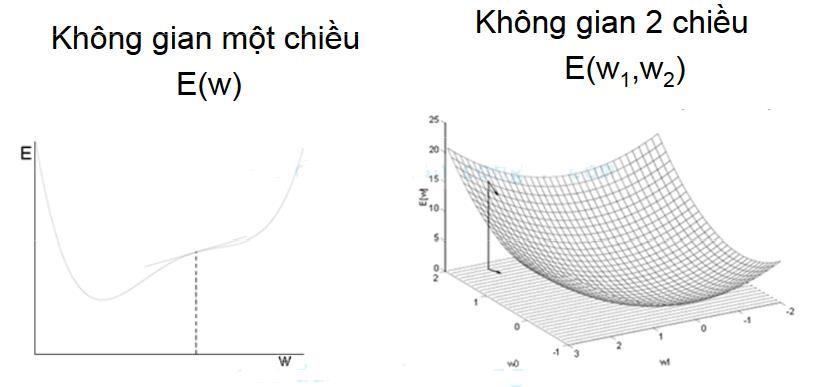 Không gian một chiều
E(w)
Không gian 2 chiều
E(w₁,w₂)
E
W
25
20
15
10
5
0
E[w]
2
1
0
-1
w0
3
2
1
0
-1
-2
w1